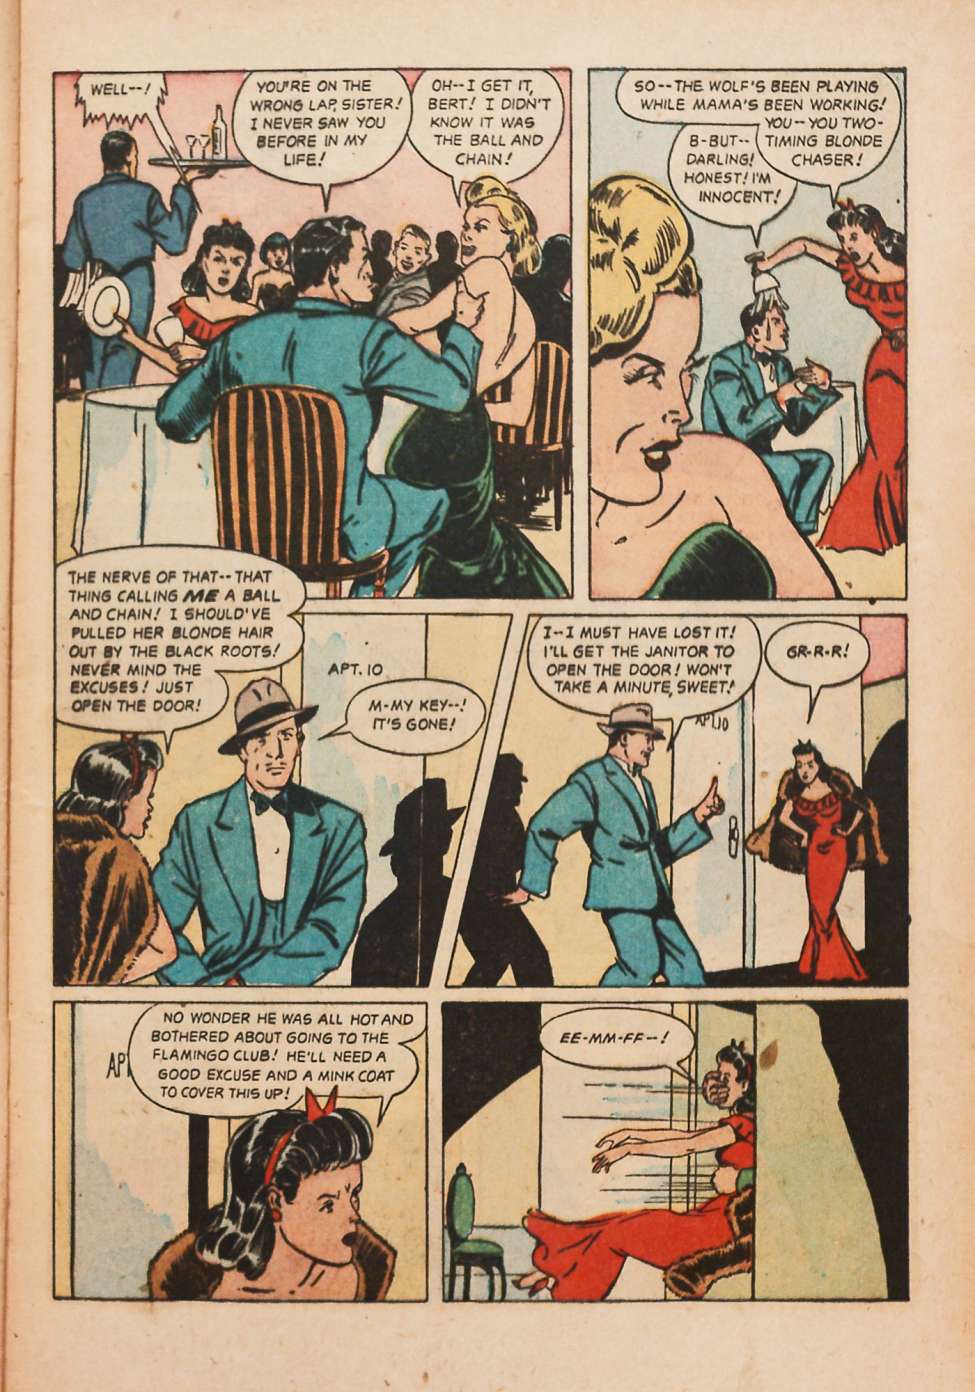 WELL--!
YOU'RE ON THE
WRONG LAP, SISTER!
I NEVER SAW YOU
BEFORE IN MY
LIFE!
OH--I GET IT,
BERT! I DIDN'T
KNOW IT WAS
THE BALL AND
CHAIN!
SO--THE WOLF'S BEEN PLAYING
WHILE MAMA'S BEEN WORKING!
YOU--YOU TWO-
TIMING BLONDE
CHASER!
B-BUT--
DARLING!
HONEST! I'M
INNOCENT!
THE NERVE OF THAT--THAT
THING CALLING ME A BALL
AND CHAIN! I SHOULD'VE
PULLED HER BLONDE HAIR
OUT BY THE BLACK ROOTS!
NEVER MIND THE
EXCUSES! JUST
OPEN THE DOOR!
APT. 10
M-MY KEY--!
IT'S GONE!
I--I MUST HAVE LOST IT!
I'LL GET THE JANITOR TO
OPEN THE DOOR! WON'T
TAKE A MINUTE, SWEET!
APT.10
GR-R-R!
NO WONDER HE WAS ALL HOT AND
BOTHERED ABOUT GOING TO THE
FLAMINGO CLUB! HE'LL NEED A
GOOD EXCUSE AND A MINK COAT
TO COVER THIS UP!
AP
EE-MM-FF--!